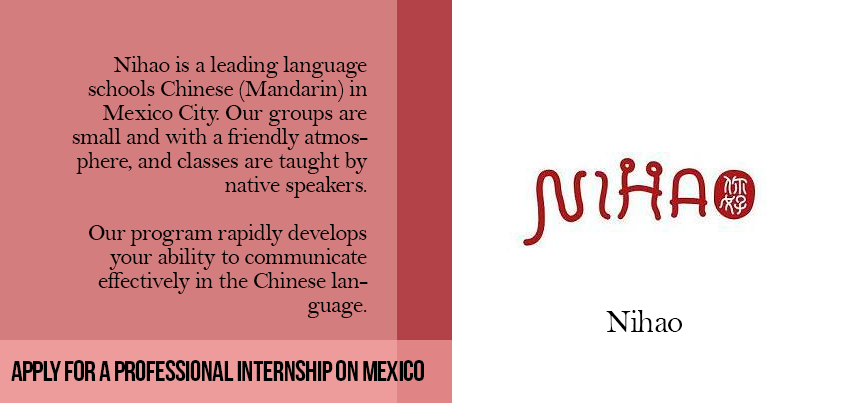 Nihao is a leading language
schools Chinese (Mandarin) in
Mexico City. Our groups are
small and with a friendly atmos-
phere, and classes are taught by
native speakers.
Our program rapidly develops
your ability to communicate
effectively in the Chinese lan-
guage.
APPLY FOR A PROFESSIONAL INTERNSHIP ON MEXICO
NIHAO 你好
Nihao